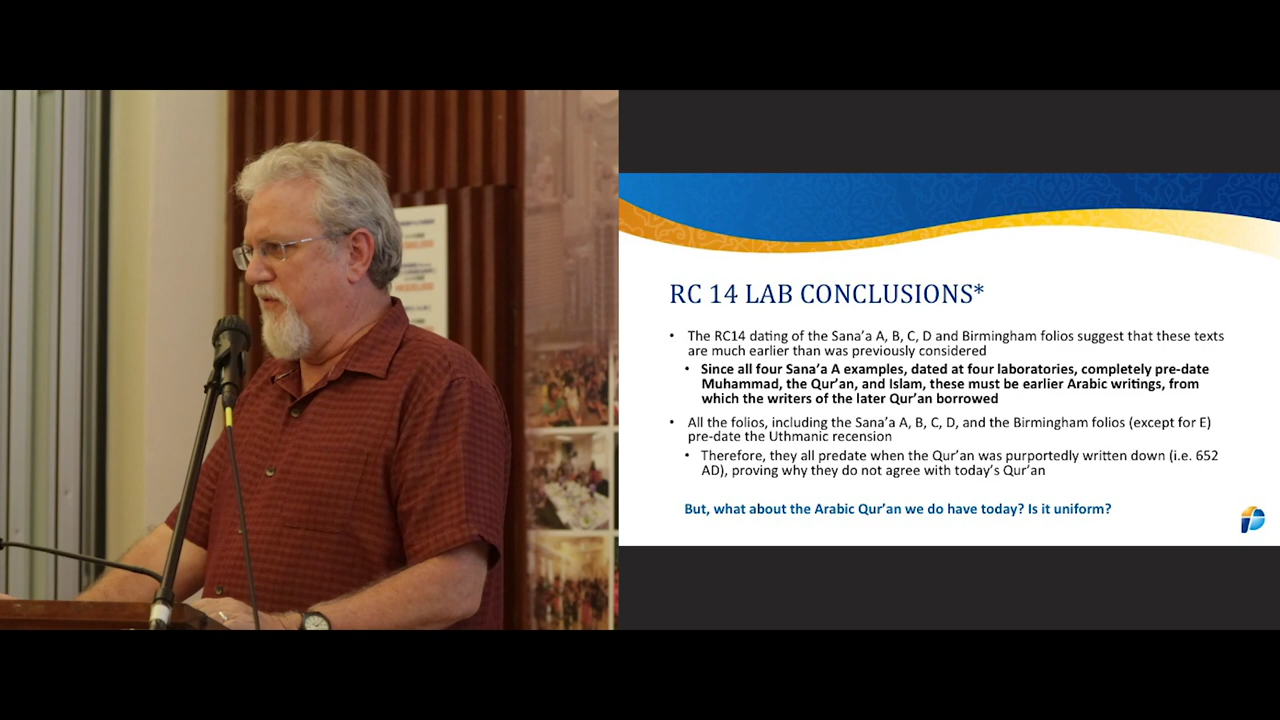 RC 14 LAB CONCLUSIONS*
• The RC14 dating of the Sana’a A, B, C, D and Birmingham folios suggest that these texts
are much earlier than was previously considered
• Since all four Sana’a A examples, dated at four laboratories, completely pre-date
Muhammad, the Qur’an, and Islam, these must be earlier Arabic writings, from
which the writers of the later Qur’an borrowed
• All the folios, including the Sana’a A, B, C, D, and the Birmingham folios (except for E)
pre-date the Uthmanic recension
• Therefore, they all predate when the Qur’an was purportedly written down (i.e. 652
AD), proving why they do not agree with today’s Qur’an
But, what about the Arabic Qur’an we do have today? Is it uniform?